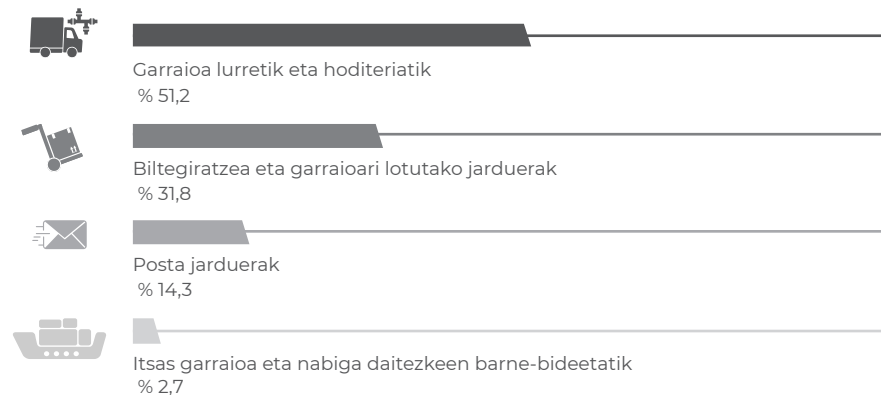 Garraioa lurretik eta hoditeriatik
% 51,2
Biltegiratzea eta garraioari lotutako jarduerak
% 31,8
Posta jarduerak
% 14,3
Itsas garraioa eta nabiga daitezkeen barne-bideetatik
% 2,7